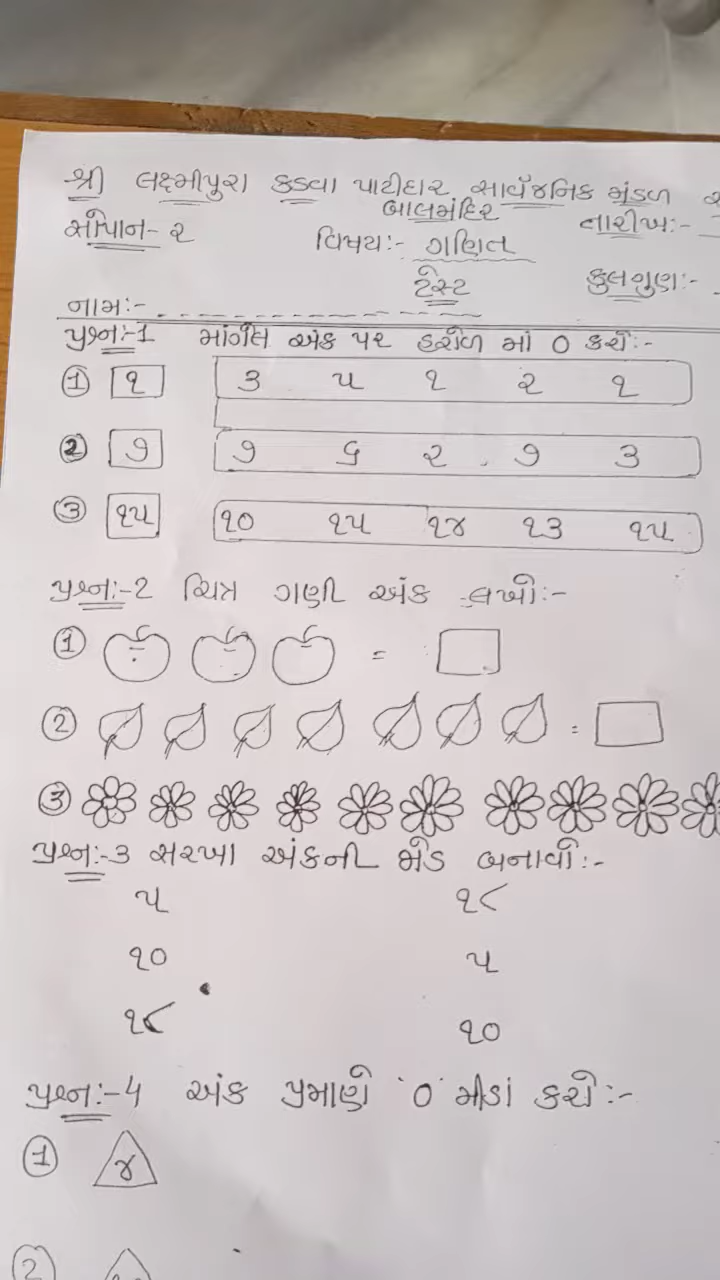 શ્રી લક્ષ્મીપુરા કડવા પાટીદાર સાર્વજનિક મંડળ
બાલમંદિર
સોપાન- ૨ વિષય:- ગણિત તારીખ:-
ટેસ્ટ કુલગુણ:-
નામ:-
પ્રશ્ન:-1 માંગેલ અંક પર હરોળ માં 0 કરો:-
① ૧ ૩ ૫ ૧ ૨ ૧
② ૭ ૭ ૬ ૨ ૭ ૩
③ ૧૫ ૧૦ ૧૫ ૧૪ ૧૩ ૧૫
પ્રશ્ન:-2 ચિત્ર ગણી અંક લખો:-
① =
② =
③
પ્રશ્ન:-૩ સરખા અંકની જોડ બનાવો:-
૫ ૧૮
૧૦ ૫
૧૮ ૧૦
પ્રશ્ન:-4 અંક પ્રમાણે '0' મીંડાં કરો:-
① ૪
②